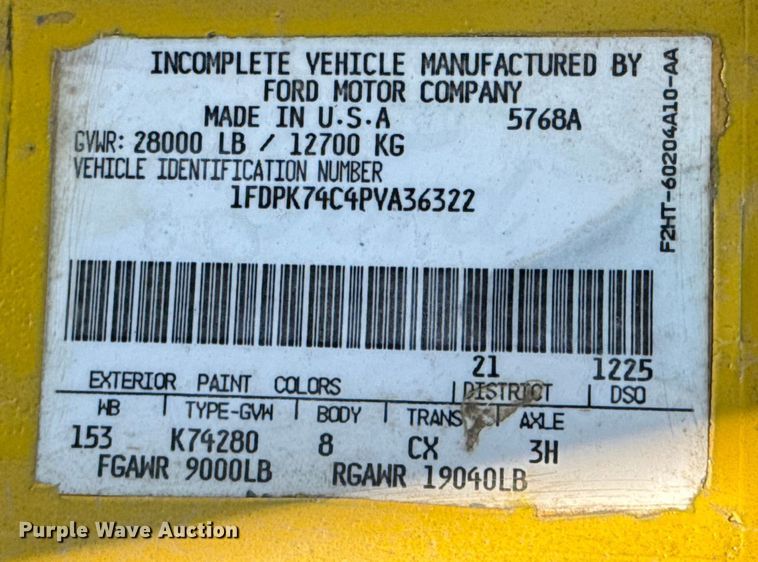 INCOMPLETE VEHICLE MANUFACTURED BY
FORD MOTOR COMPANY
MADE IN U.S.A 5768A
GVWR: 28000 LB / 12700 KG
VEHICLE IDENTIFICATION NUMBER
1FDPK74C4PVA36322
F2HT-60204A10-AA
21 1225
EXTERIOR PAINT COLORS DISTRICT DSO
WB TYPE-GVW BODY TRANS AXLE
153 K74280 8 CX 3H
FGAWR 9000LB RGAWR 19040LB
Purple Wave Auction